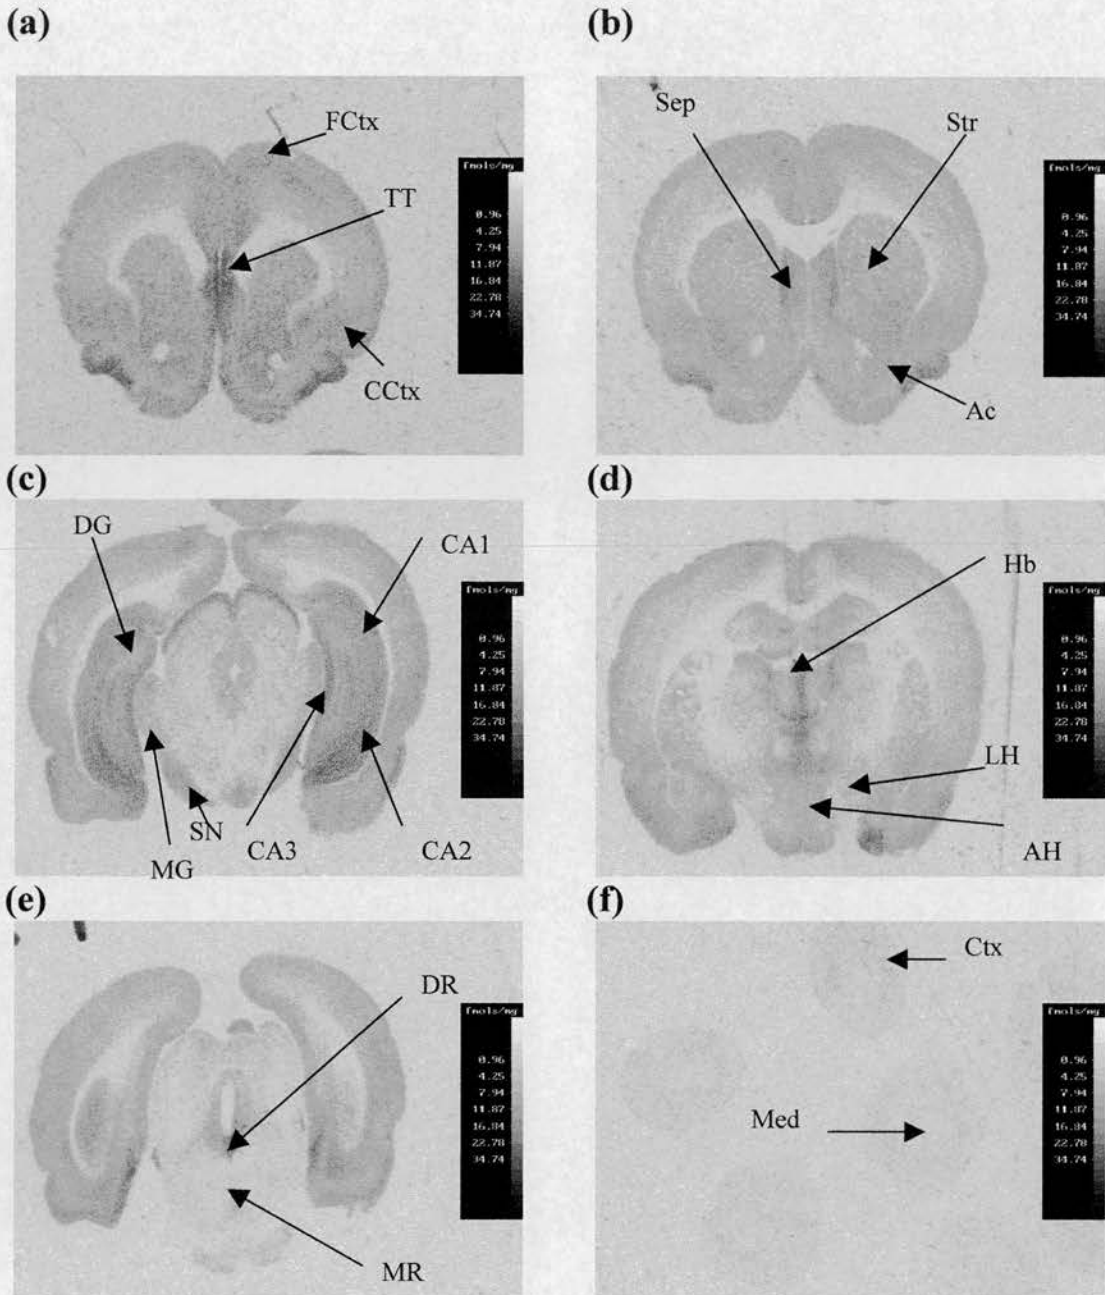 (a)
FCtx
TT
CCtx
fmols/mg
0.96
4.25
7.94
11.87
16.84
22.78
34.74
(b)
Sep
Str
Ac
fmols/mg
0.96
4.25
7.94
11.87
16.84
22.78
34.74
(c)
DG
CA1
SN
MG
CA3
CA2
fmols/mg
0.96
4.25
7.94
11.87
16.84
22.78
34.74
(d)
Hb
LH
AH
fmols/mg
0.96
4.25
7.94
11.87
16.84
22.78
34.74
(e)
DR
MR
fmols/mg
0.96
4.25
7.94
11.87
16.84
22.78
34.74
(f)
Ctx
Med
fmols/mg
0.96
4.25
7.94
11.87
16.84
22.78
34.74